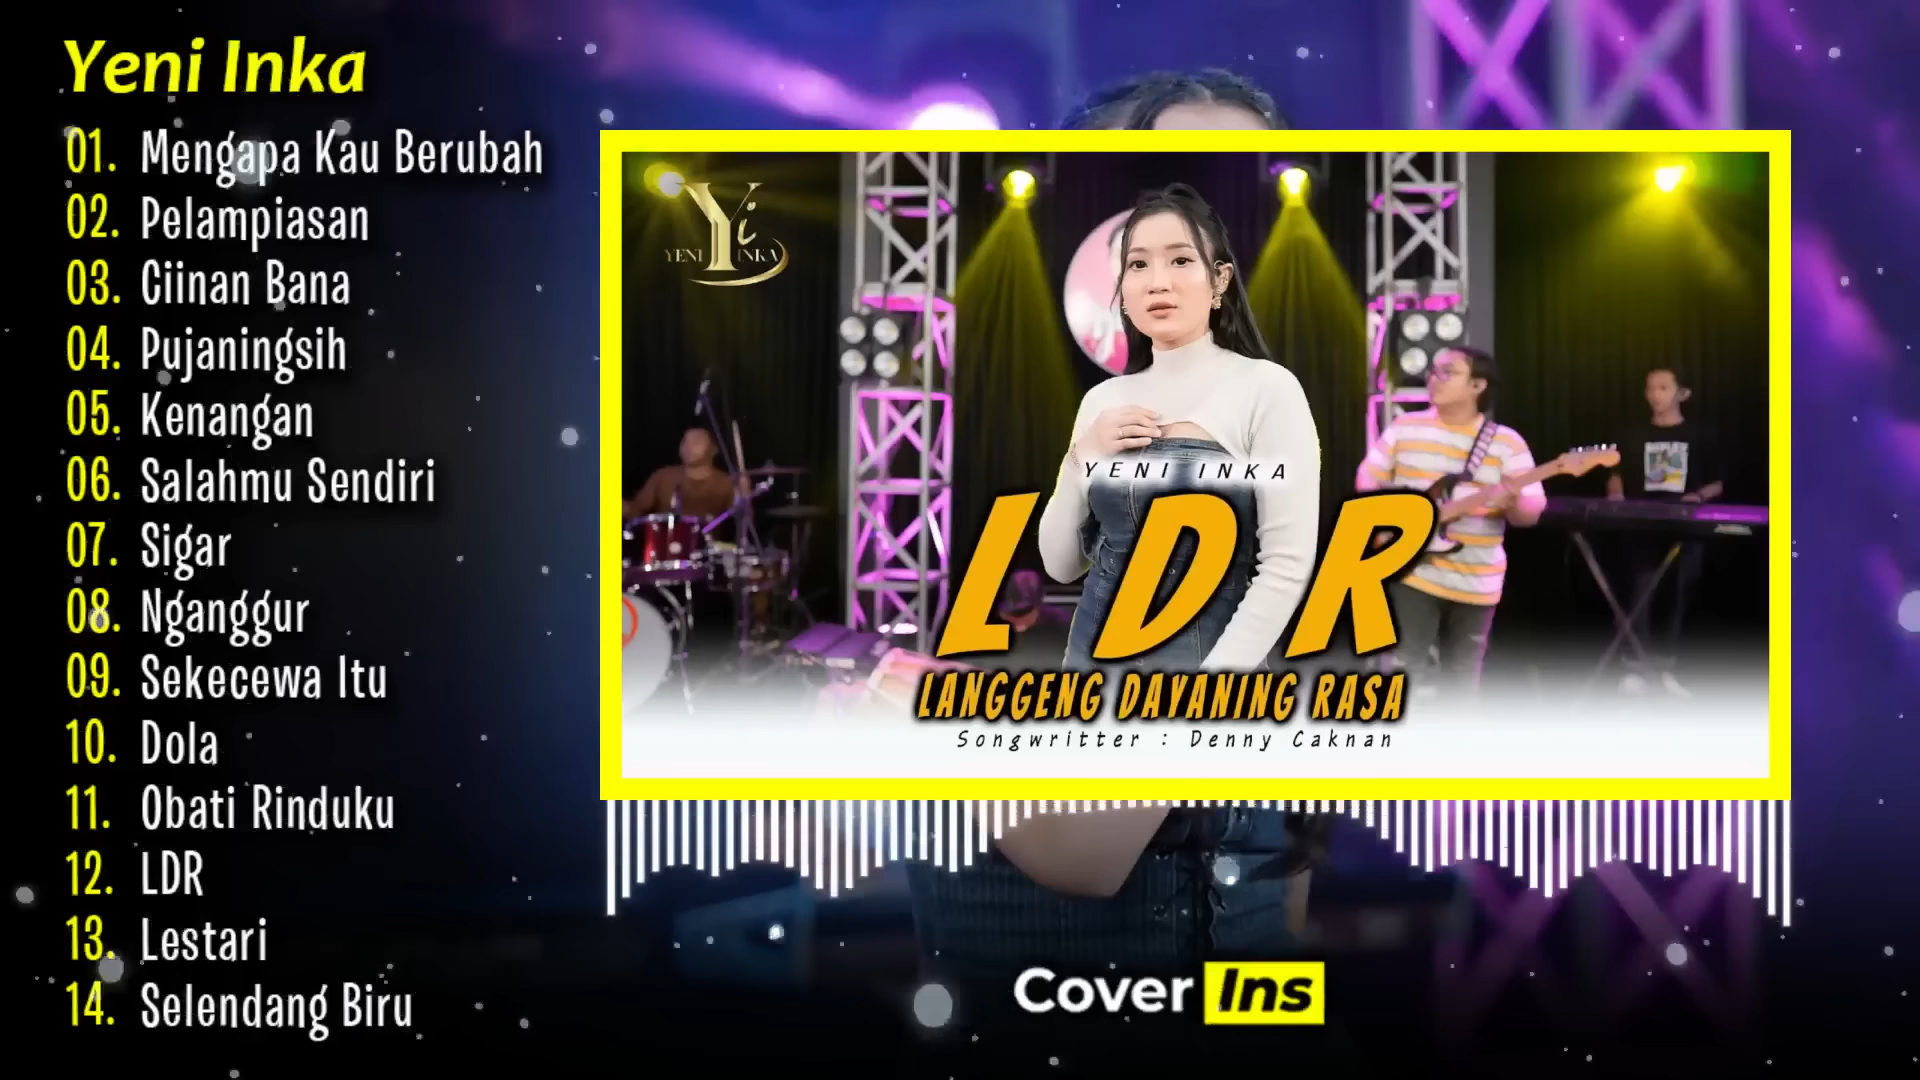 Yeni Inka
01. Mengapa Kau Berubah
02. Pelampiasan
03. Ciinan Bana
04. Pujaningsih
05. Kenangan
06. Salahmu Sendiri
07. Sigar
08. Nganggur
09. Sekecewa Itu
10. Dola
11. Obati Rinduku
12. LDR
13. Lestari
14. Selendang Biru
Yi
YENI INKA
YENI INKA
LDR
LANGGENG DAYANING RASA
Songwritter : Denny Caknan
Cover Ins